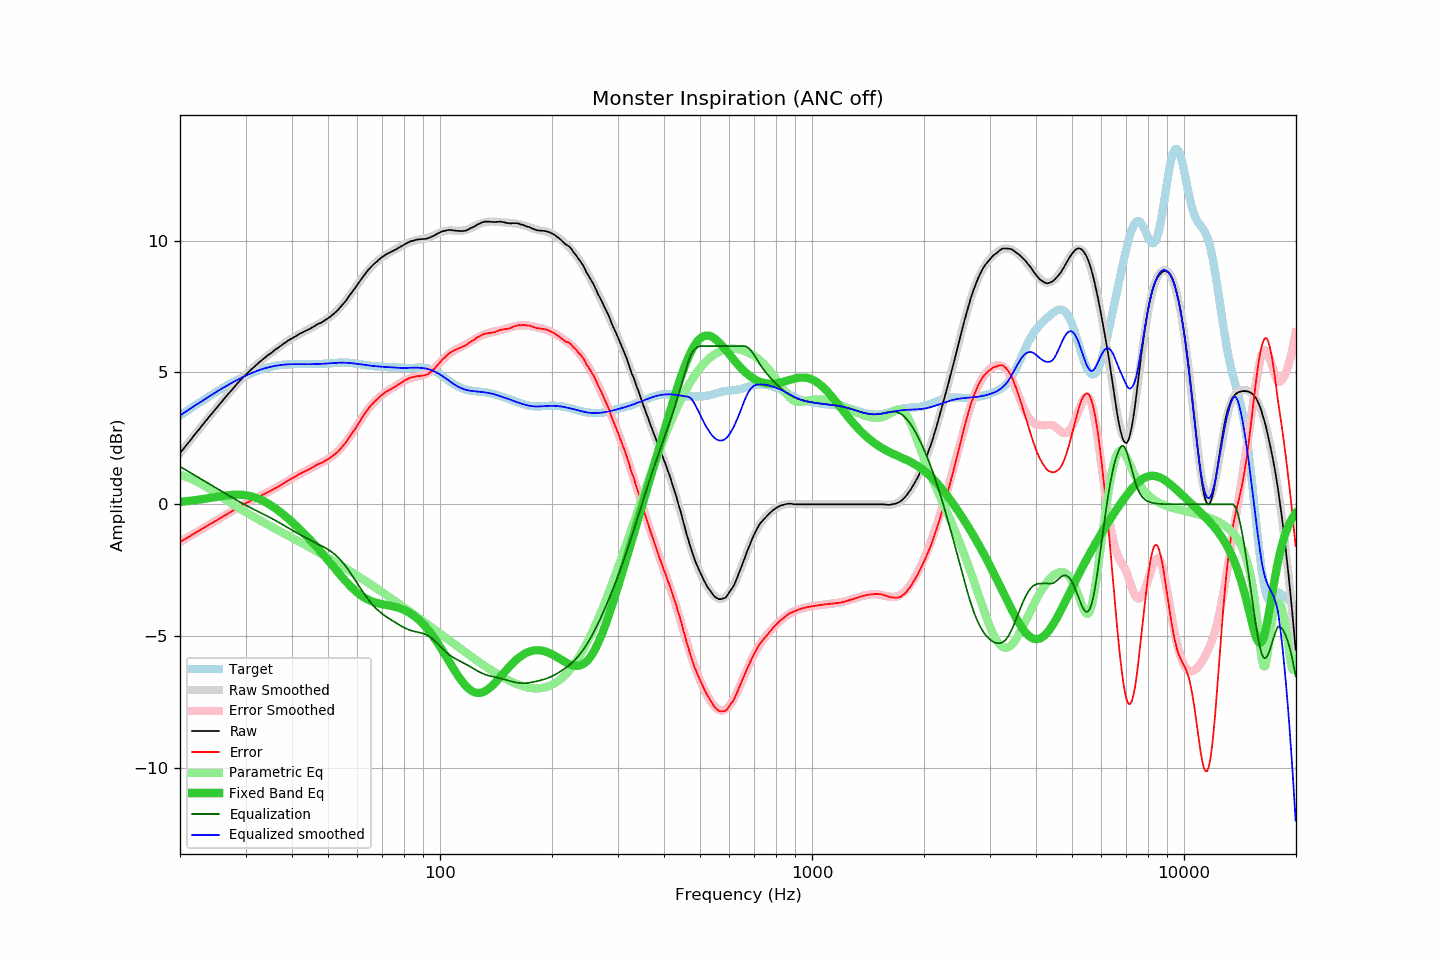 Monster Inspiration (ANC off)
Amplitude (dBr)
10
5
0
−5
−10
Target
Raw Smoothed
Error Smoothed
Raw
Error
Parametric Eq
Fixed Band Eq
Equalization
Equalized smoothed
100
1000
10000
Frequency (Hz)